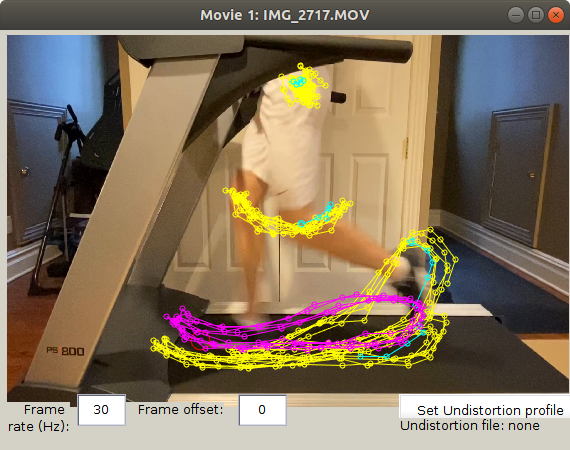 Movie 1: IMG_2717.MOV
PS 800
Frame rate (Hz):
30
Frame offset:
0
Set Undistortion profile
Undistortion file: none